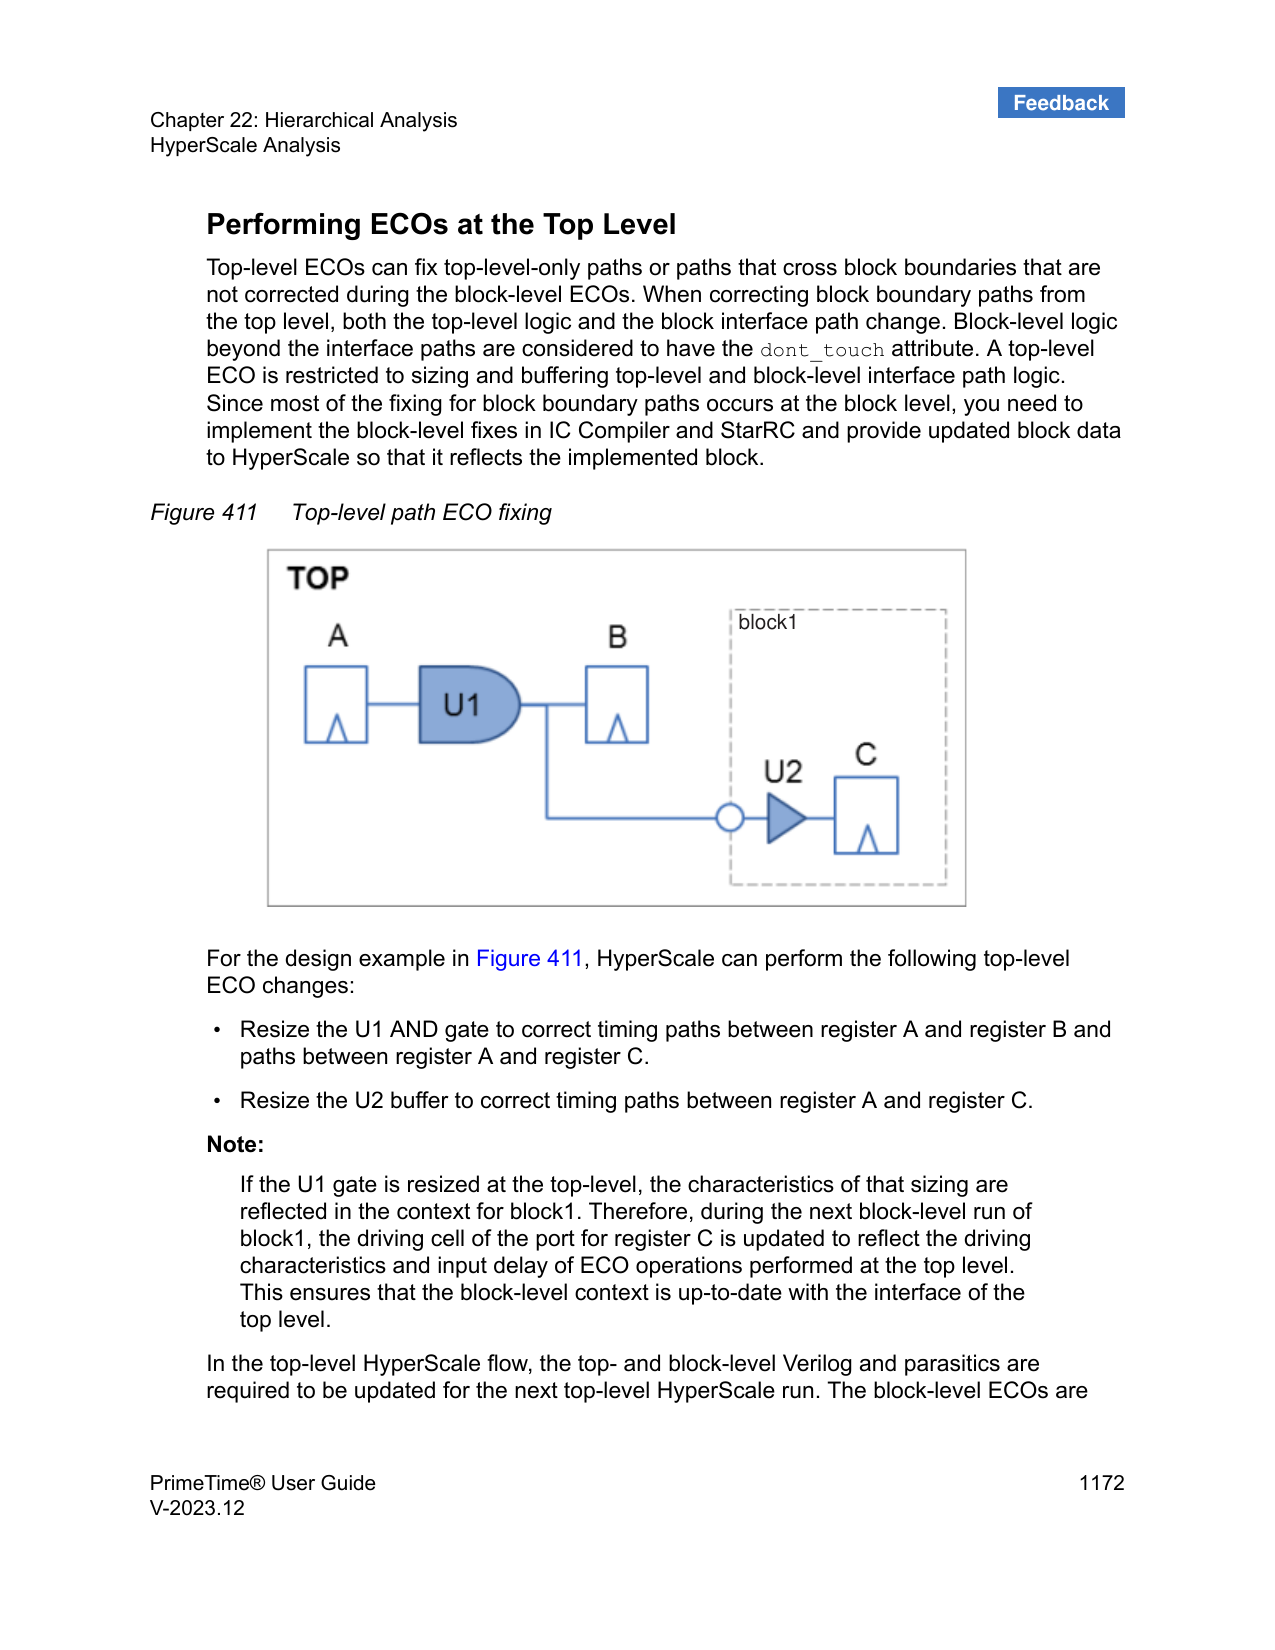 Feedback
Chapter 22: Hierarchical Analysis
HyperScale Analysis
Performing ECOs at the Top Level
Top-level ECOs can fix top-level-only paths or paths that cross block boundaries that are
not corrected during the block-level ECOs. When correcting block boundary paths from
the top level, both the top-level logic and the block interface path change. Block-level logic
beyond the interface paths are considered to have the dont_touch attribute. A top-level
ECO is restricted to sizing and buffering top-level and block-level interface path logic.
Since most of the fixing for block boundary paths occurs at the block level, you need to
implement the block-level fixes in IC Compiler and StarRC and provide updated block data
to HyperScale so that it reflects the implemented block.
Figure 411 Top-level path ECO fixing
TOP
block1
A
B
U1
C
U2
For the design example in Figure 411, HyperScale can perform the following top-level
ECO changes:
• Resize the U1 AND gate to correct timing paths between register A and register B and
paths between register A and register C.
• Resize the U2 buffer to correct timing paths between register A and register C.
Note:
If the U1 gate is resized at the top-level, the characteristics of that sizing are
reflected in the context for block1. Therefore, during the next block-level run of
block1, the driving cell of the port for register C is updated to reflect the driving
characteristics and input delay of ECO operations performed at the top level.
This ensures that the block-level context is up-to-date with the interface of the
top level.
In the top-level HyperScale flow, the top- and block-level Verilog and parasitics are
required to be updated for the next top-level HyperScale run. The block-level ECOs are
PrimeTime® User Guide 1172
V-2023.12